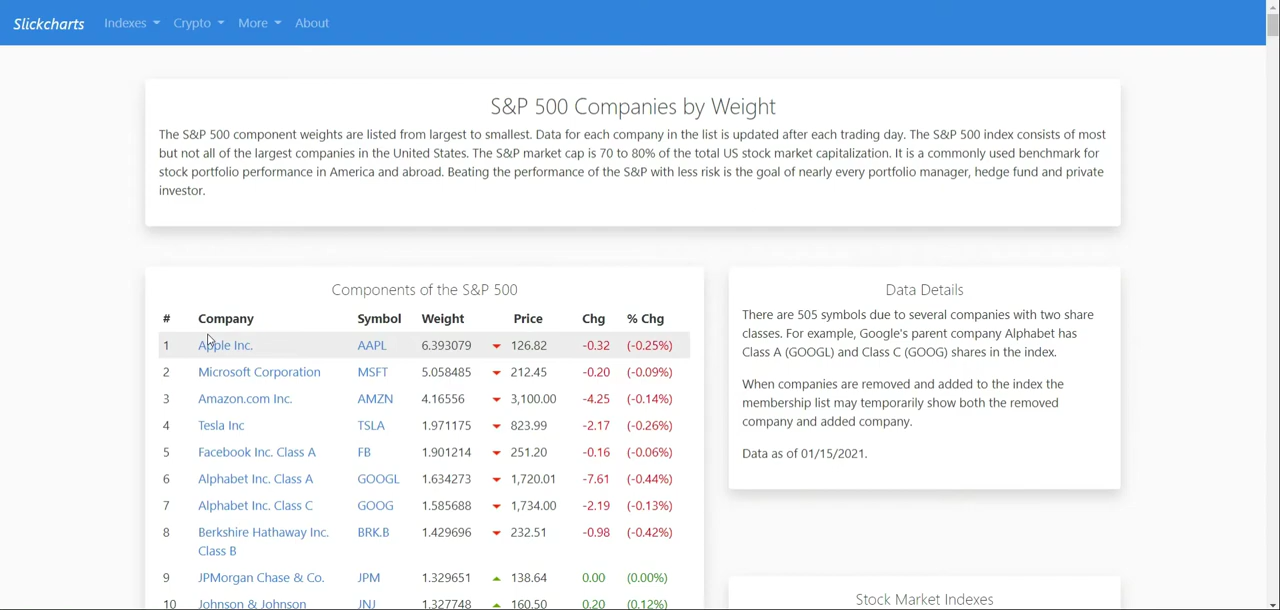 Slickcharts Indexes Crypto More About
S&P 500 Companies by Weight
The S&P 500 component weights are listed from largest to smallest. Data for each company in the list is updated after each trading day. The S&P 500 index consists of most
but not all of the largest companies in the United States. The S&P market cap is 70 to 80% of the total US stock market capitalization. It is a commonly used benchmark for
stock portfolio performance in America and abroad. Beating the performance of the S&P with less risk is the goal of nearly every portfolio manager, hedge fund and private
investor.
Components of the S&P 500
# Company Symbol Weight Price Chg % Chg
1 Apple Inc. AAPL 6.393079 126.82 -0.32 (-0.25%)
2 Microsoft Corporation MSFT 5.058485 212.45 -0.20 (-0.09%)
3 Amazon.com Inc. AMZN 4.16556 3,100.00 -4.25 (-0.14%)
4 Tesla Inc TSLA 1.971175 823.99 -2.17 (-0.26%)
5 Facebook Inc. Class A FB 1.901214 251.20 -0.16 (-0.06%)
6 Alphabet Inc. Class A GOOGL 1.634273 1,720.01 -7.61 (-0.44%)
7 Alphabet Inc. Class C GOOG 1.585688 1,734.00 -2.19 (-0.13%)
8 Berkshire Hathaway Inc. BRK.B 1.429696 232.51 -0.98 (-0.42%)
Class B
9 JPMorgan Chase & Co. JPM 1.329651 138.64 0.00 (0.00%)
10 Johnson & Johnson JNJ 1.327748 160.50 0.20 (0.12%)
Data Details
There are 505 symbols due to several companies with two share
classes. For example, Google's parent company Alphabet has
Class A (GOOGL) and Class C (GOOG) shares in the index.
When companies are removed and added to the index the
membership list may temporarily show both the removed
company and added company.
Data as of 01/15/2021.
Stock Market Indexes